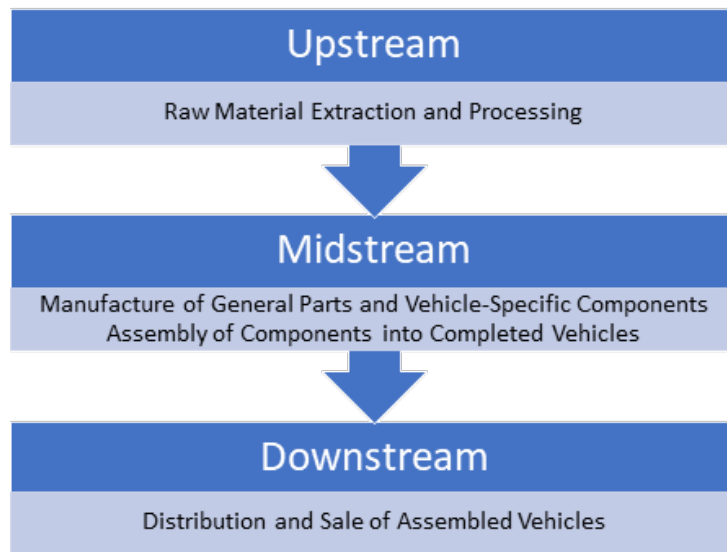 Upstream
Raw Material Extraction and Processing
Midstream
Manufacture of General Parts and Vehicle-Specific Components
Assembly of Components into Completed Vehicles
Downstream
Distribution and Sale of Assembled Vehicles